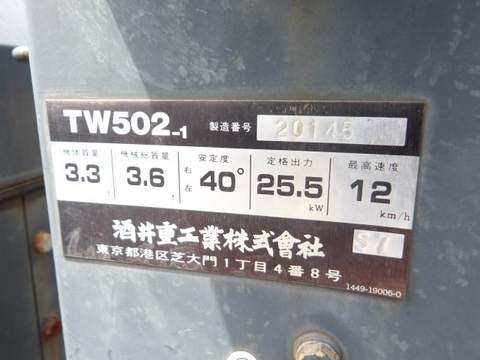 TW502-1 製造番号 20145
機体質量 機械総質量 安定度 定格出力 最高速度
3.3 t 3.6 t 右 左 40° 25.5 kW 12 km/h
酒井重工業株式會社 97
東京都港区芝大門1丁目4番8号
1449-19006-0